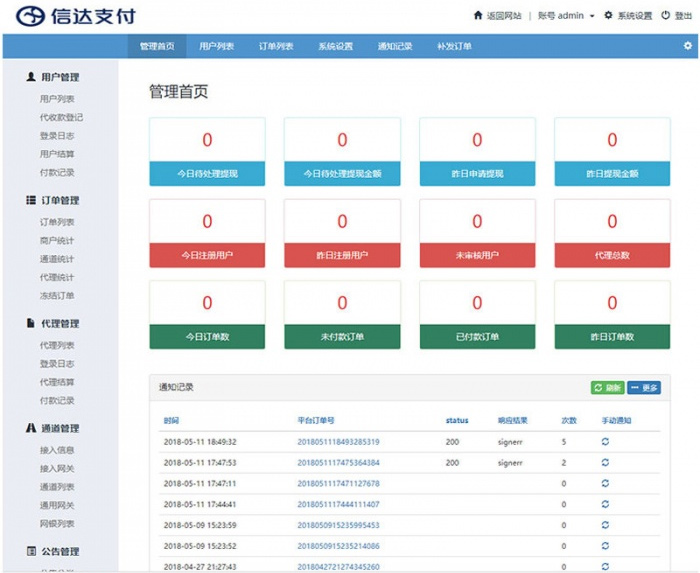 信达支付
返回网站 | 账号 admin 系统设置 登出
管理首页 用户列表 订单列表 系统设置 通知记录 补发订单
用户管理
用户列表
代收款登记
登录日志
用户结算
付款记录
订单管理
订单列表
商户统计
通道统计
代理统计
冻结订单
代理管理
代理列表
登录日志
代理结算
付款记录
通道管理
接入信息
接入网关
通道列表
通用网关
网银列表
公告管理
管理首页
0 0 0 0
今日待处理提现 今日待处理提现金额 昨日申请提现 昨日提现金额
0 0 0 0
今日注册用户 昨日注册用户 未审核用户 代理总数
0 0 0 0
今日订单数 未付款订单 已付款订单 昨日订单数
通知记录 刷新 更多
时间 平台订单号 status 响应结果 次数 手动通知
2018-05-11 18:49:32 2018051118493285319 200 signerr 5
2018-05-11 17:47:53 2018051117475364384 200 signerr 2
2018-05-11 17:47:11 2018051117471127678 0
2018-05-11 17:44:41 2018051117444111407 0
2018-05-09 15:23:59 2018050915235995453 0
2018-05-09 15:23:52 2018050915235214086 0
2018-04-27 21:27:43 2018042721274345260 0